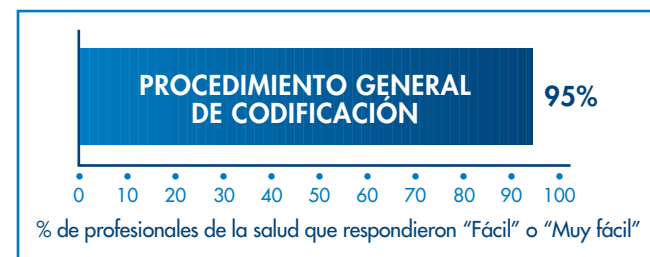 PROCEDIMIENTO GENERAL
DE CODIFICACIÓN
95%
0 10 20 30 40 50 60 70 80 90 100
% de profesionales de la salud que respondieron “Fácil” o “Muy fácil”